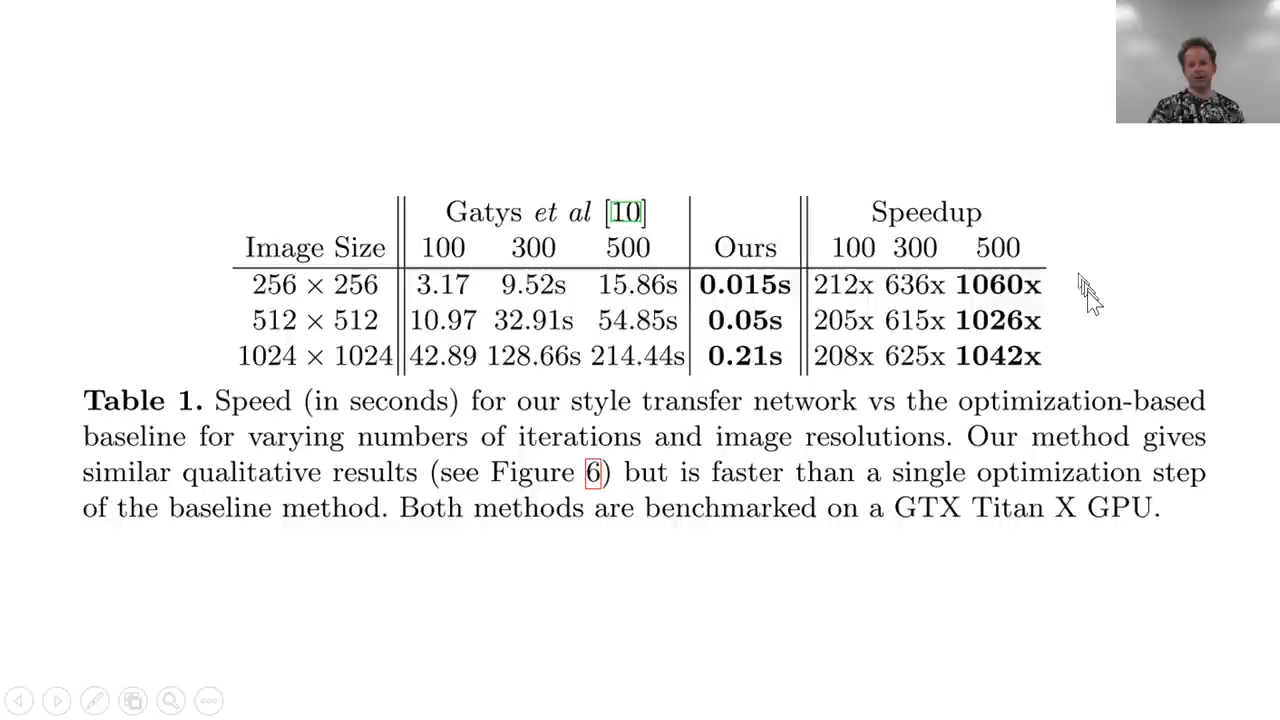 Gatys et al [10] Speedup
Image Size 100 300 500 Ours 100 300 500
256 × 256 3.17 9.52s 15.86s 0.015s 212x 636x 1060x
512 × 512 10.97 32.91s 54.85s 0.05s 205x 615x 1026x
1024 × 1024 42.89 128.66s 214.44s 0.21s 208x 625x 1042x
Table 1. Speed (in seconds) for our style transfer network vs the optimization-based
baseline for varying numbers of iterations and image resolutions. Our method gives
similar qualitative results (see Figure 6) but is faster than a single optimization step
of the baseline method. Both methods are benchmarked on a GTX Titan X GPU.